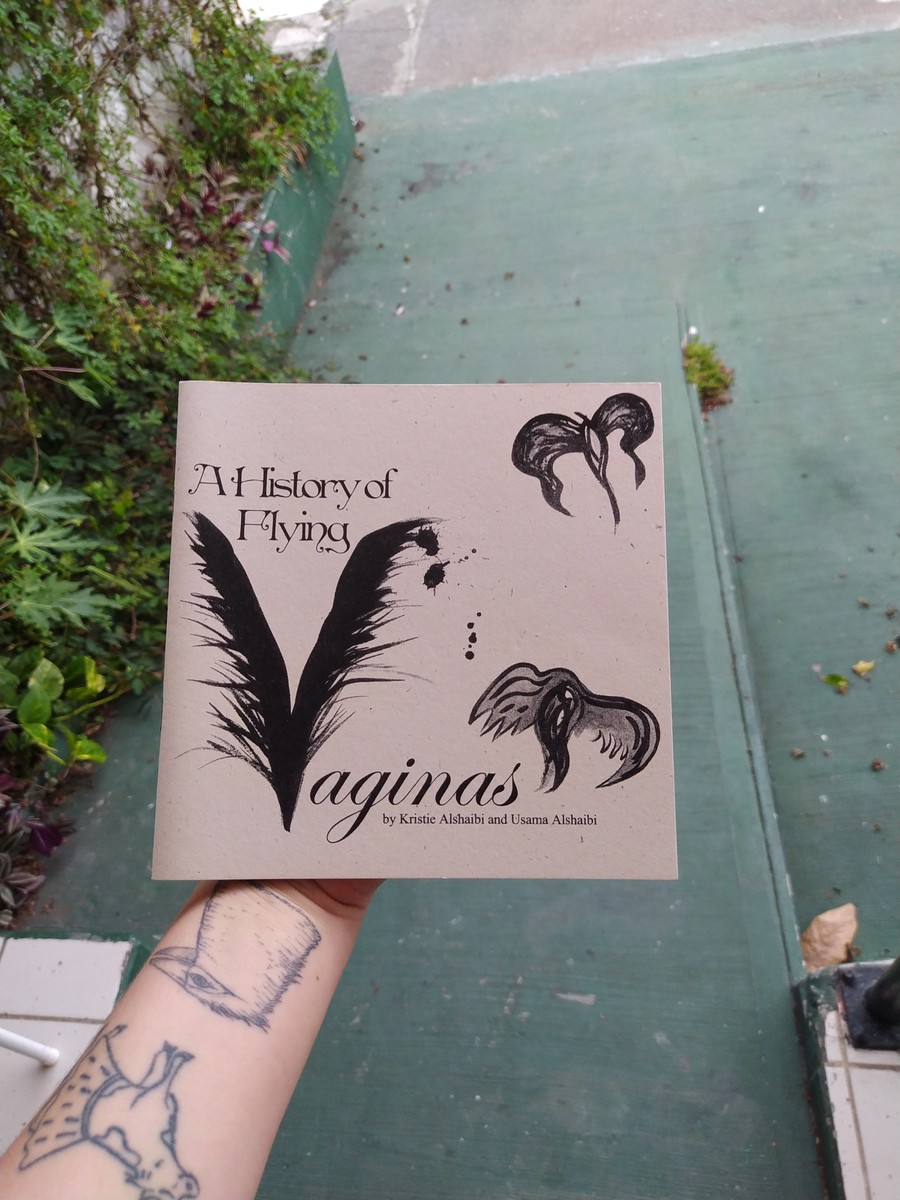 A History of
Flying
Vaginas
by Kristie Alshaibi and Usama Alshaibi